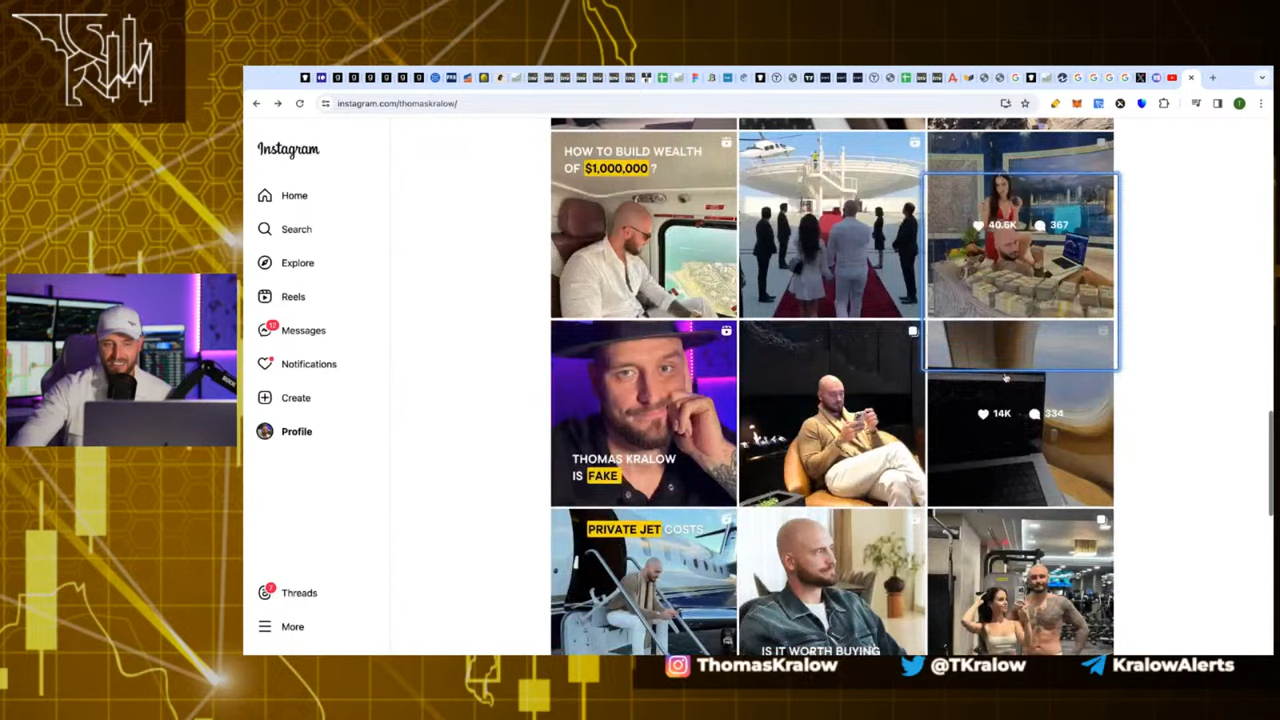 instagram.com/thomaskralow/
Instagram
Home
Search
Explore
Reels
12
Messages
Notifications
Create
Profile
7
Threads
More
HOW TO BUILD WEALTH
OF $1,000,000 ?
40.6K 367
THOMAS KRALOW
IS FAKE
14K 334
PRIVATE JET COSTS
IS IT WORTH BUYING
ThomasKralow @TKralow KralowAlerts